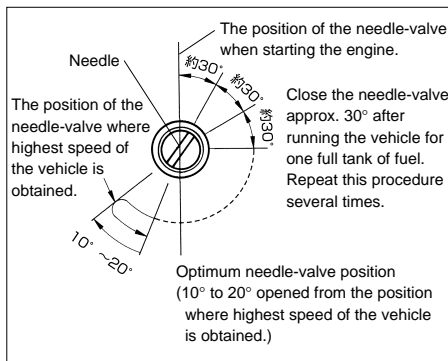 The position of the needle-valve
when starting the engine.
Needle
約30°
約30°
約30°
The position of the
needle-valve where
highest speed of
the vehicle is
obtained.
Close the needle-valve
approx. 30° after
running the vehicle for
one full tank of fuel.
Repeat this procedure
several times.
10° ~20°
Optimum needle-valve position
(10° to 20° opened from the position
where highest speed of the vehicle
is obtained.)